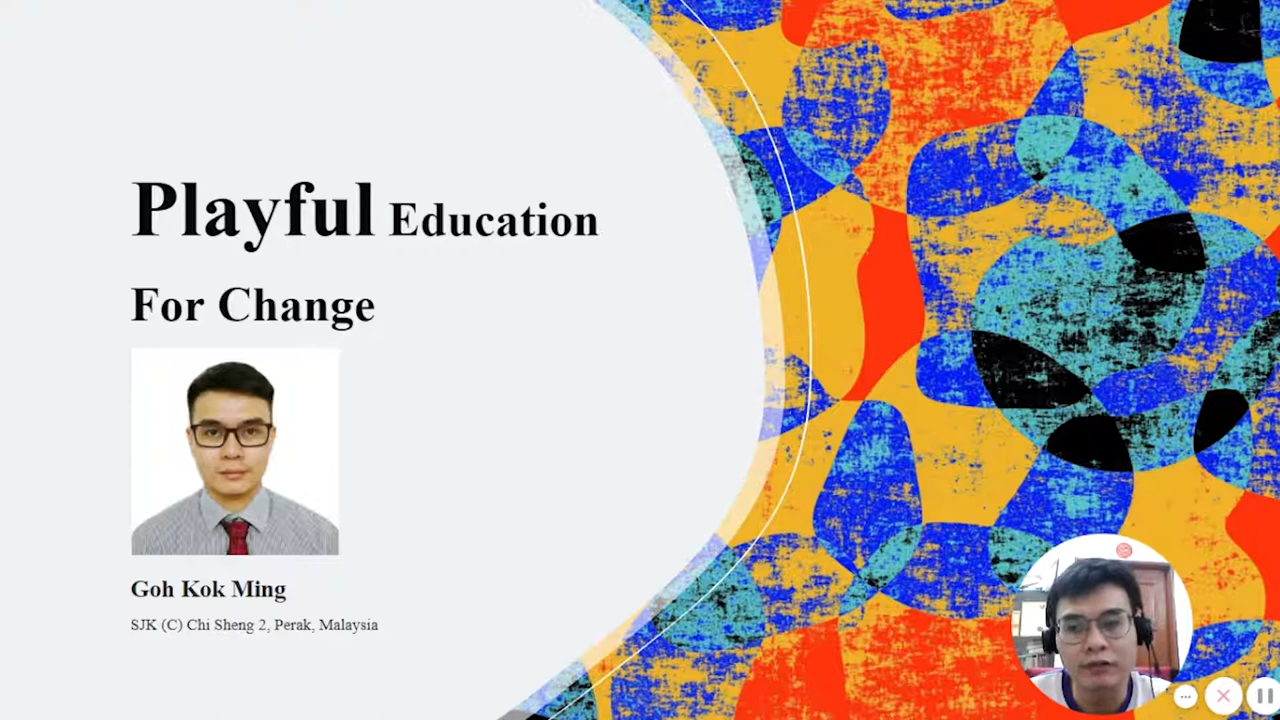 Playful Education
For Change
Goh Kok Ming
SJK (C) Chi Sheng 2, Perak, Malaysia